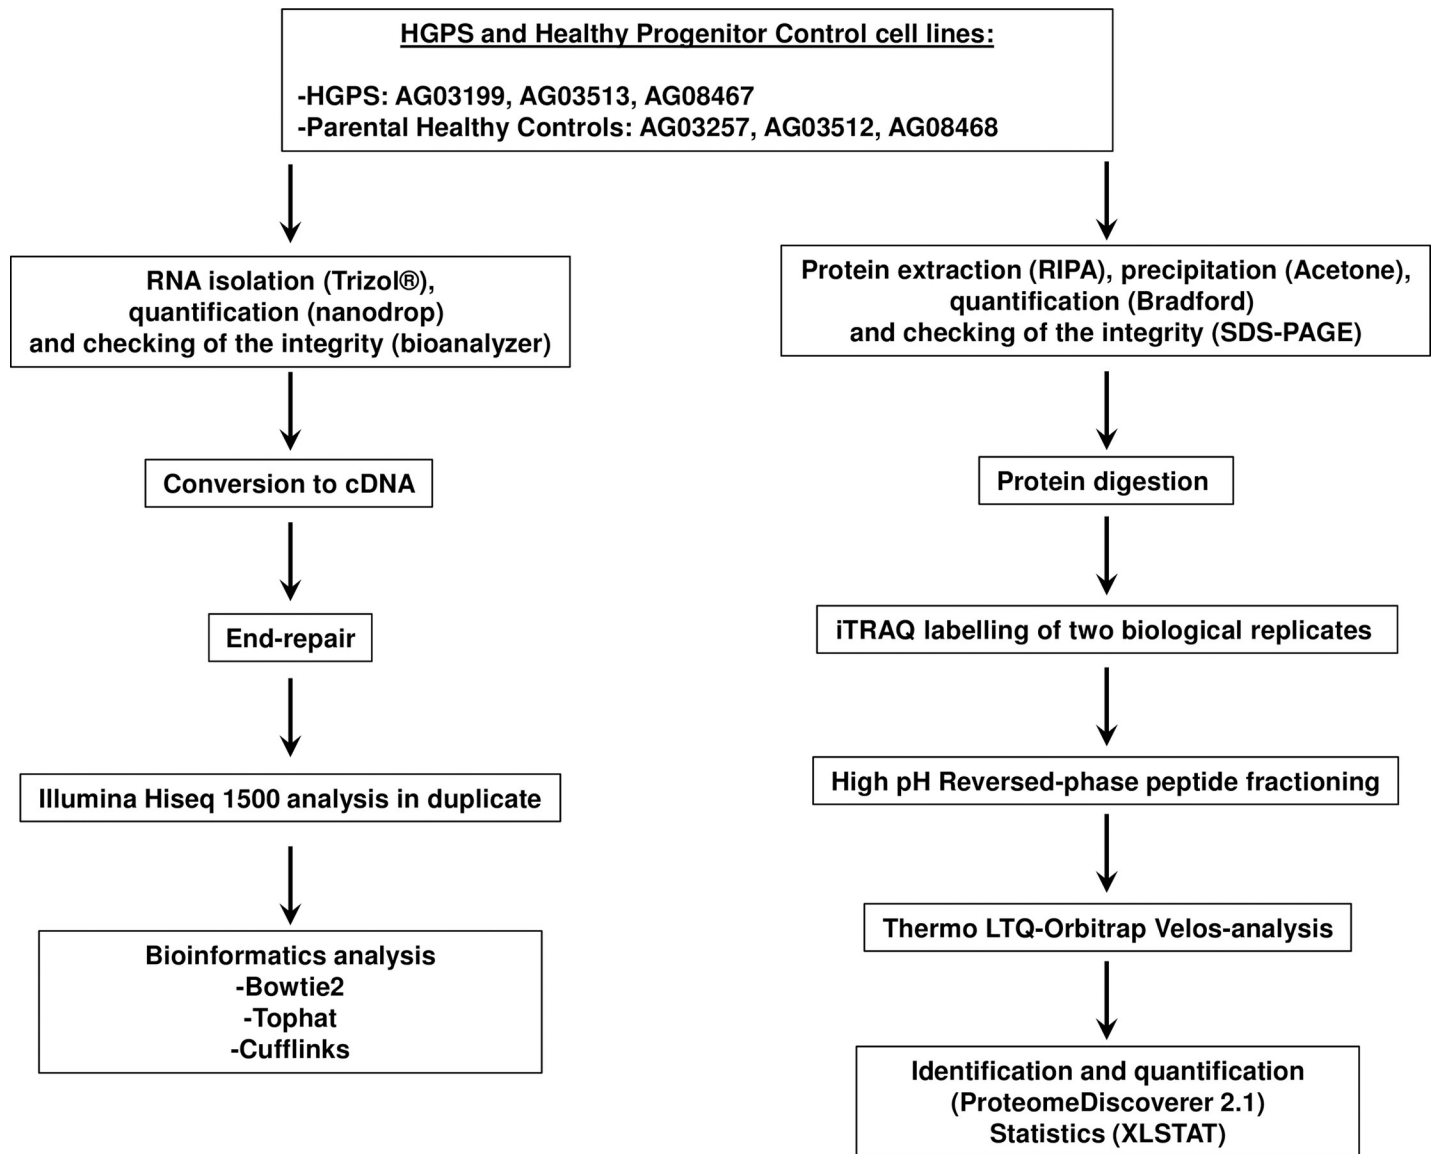 HGPS and Healthy Progenitor Control cell lines:
-HGPS: AG03199, AG03513, AG08467
-Parental Healthy Controls: AG03257, AG03512, AG08468
RNA isolation (Trizol®),
quantification (nanodrop)
and checking of the integrity (bioanalyzer)
Conversion to cDNA
End-repair
Illumina Hiseq 1500 analysis in duplicate
Bioinformatics analysis
-Bowtie2
-Tophat
-Cufflinks
Protein extraction (RIPA), precipitation (Acetone),
quantification (Bradford)
and checking of the integrity (SDS-PAGE)
Protein digestion
iTRAQ labelling of two biological replicates
High pH Reversed-phase peptide fractioning
Thermo LTQ-Orbitrap Velos-analysis
Identification and quantification
(ProteomeDiscoverer 2.1)
Statistics (XLSTAT)